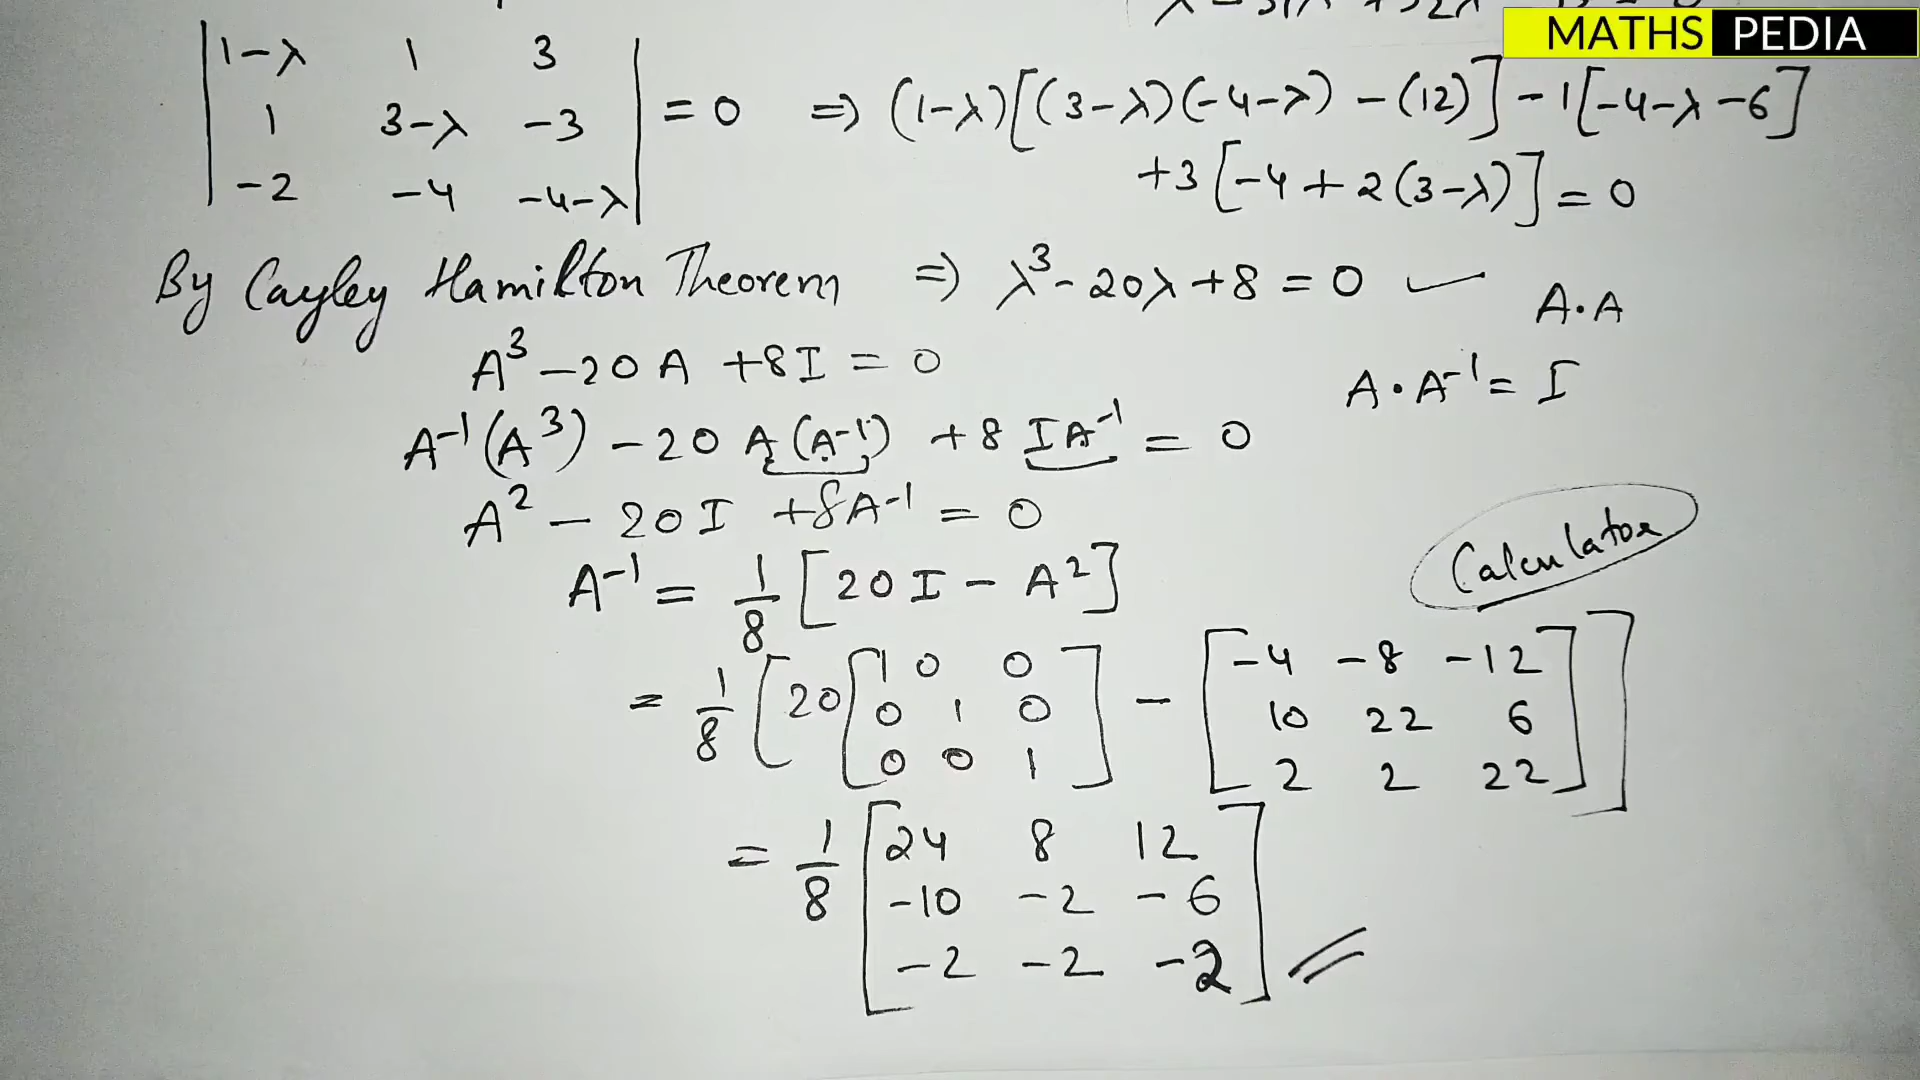 MATHS PEDIA
| 1-λ 1 3 |
| 1 3-λ -3 | = 0 ⇒ (1-λ)[(3-λ)(-4-λ) - (12)] - 1[-4-λ-6]
| -2 -4 -4-λ |
+3[-4+2(3-λ)] = 0
By Cayley Hamilton Theorem ⇒ λ³ - 20λ + 8 = 0
A·A
A³ - 20A + 8I = 0
A·A⁻¹ = I
A⁻¹(A³) - 20 A(A⁻¹) + 8 IA⁻¹ = 0
A² - 20I + 8A⁻¹ = 0
Calculator
A⁻¹ = 1/8 [20I - A²]
= 1/8 [20 [1 0 0
0 1 0
0 0 1] - [-4 -8 -12
10 22 6
2 2 22]]
= 1/8 [24 8 12
-10 -2 -6
-2 -2 -2]